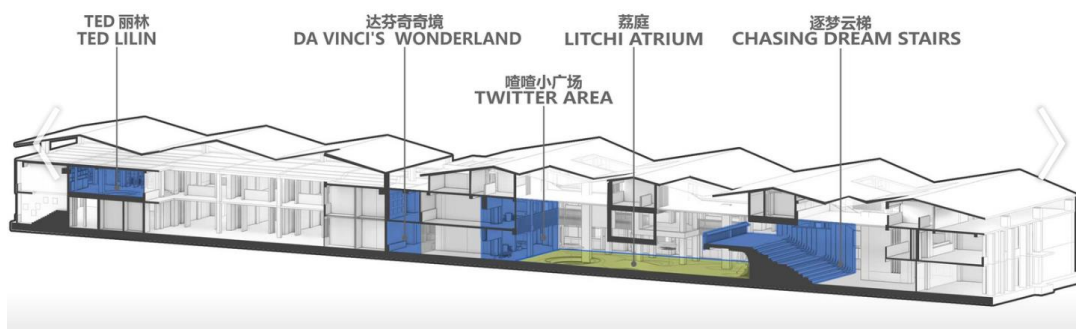 TED 丽林
TED LILIN
达芬奇奇境
DA VINCI'S WONDERLAND
喳喳小广场
TWITTER AREA
荔庭
LITCHI ATRIUM
逐梦云梯
CHASING DREAM STAIRS